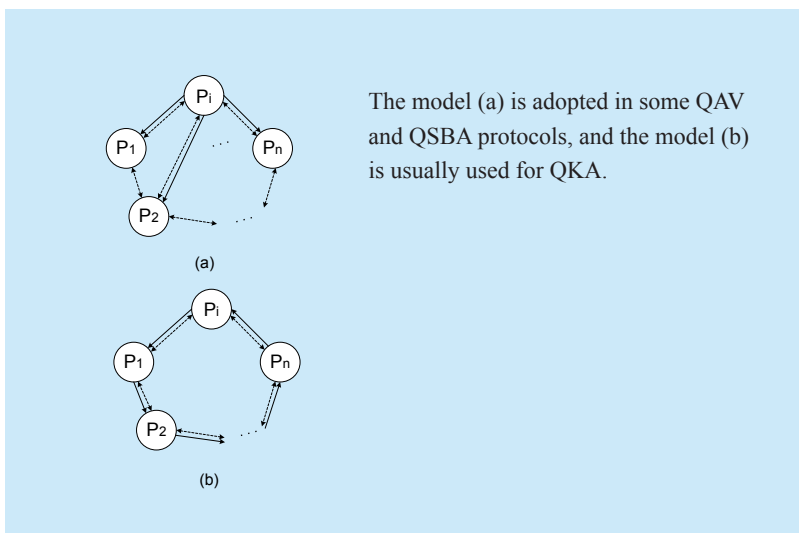 Pi
The model (a) is adopted in some QAV
and QSBA protocols, and the model (b)
is usually used for QKA.
P1
. . .
Pn
P2
. . .
(a)
Pi
P1
Pn
P2
. . .
(b)